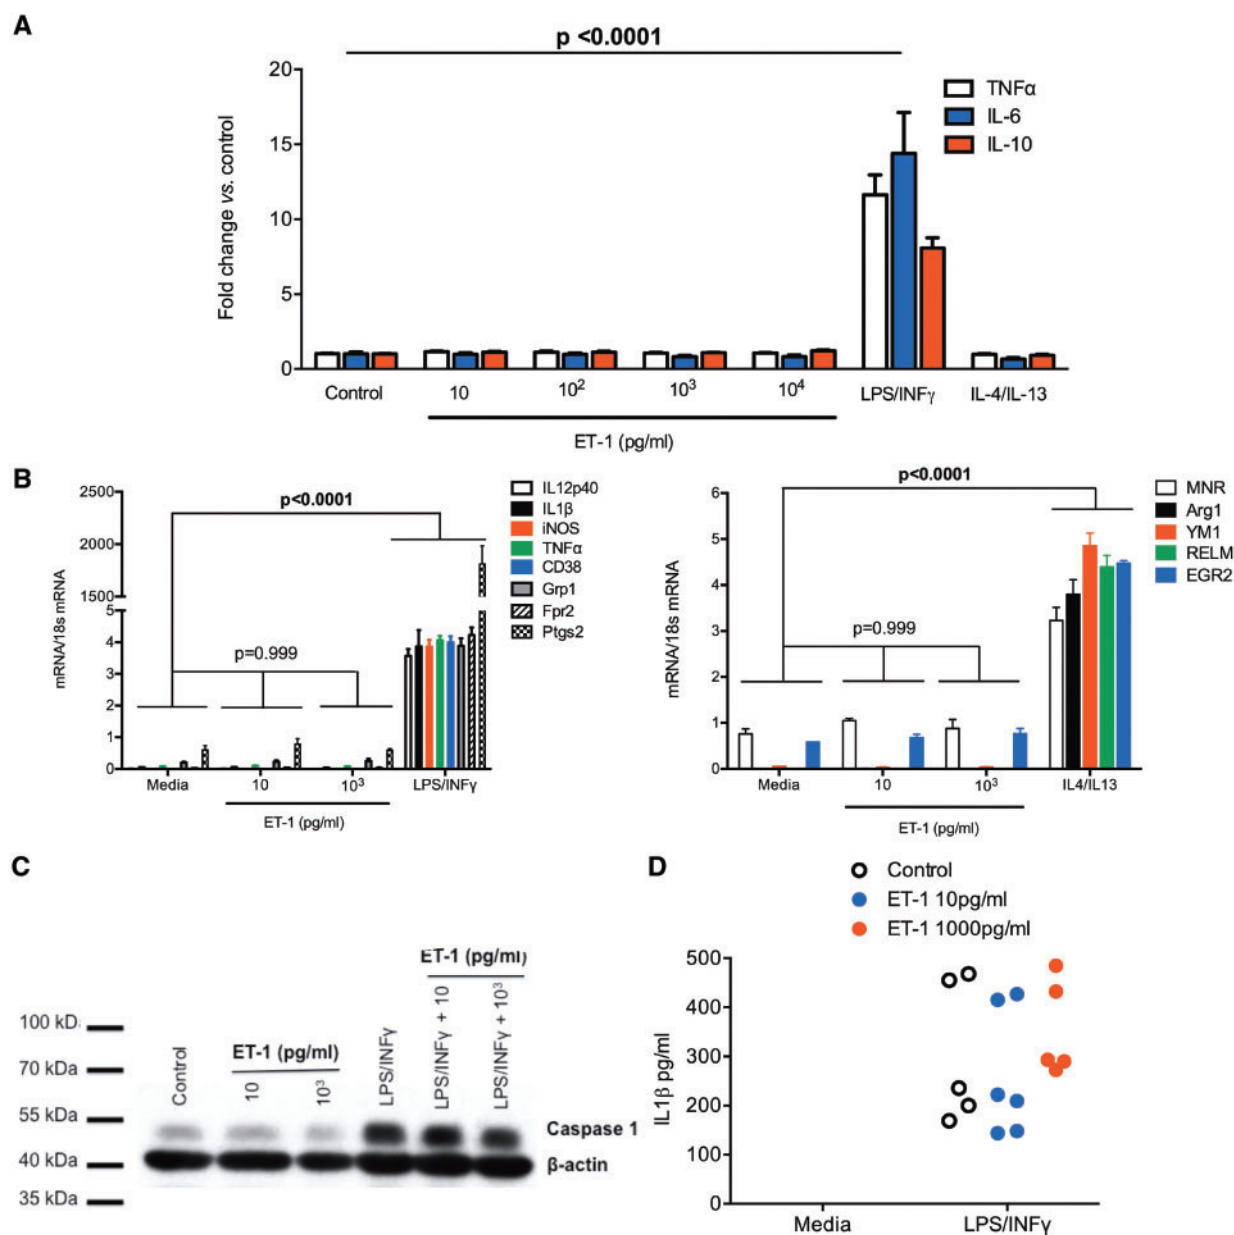 A
p <0.0001
Fold change vs. control
20
15
10
5
0
TNFα
IL-6
IL-10
Control
10
10²
10³
10⁴
LPS/INFγ
IL-4/IL-13
ET-1 (pg/ml)
B
mRNA/18s mRNA
2500
2000
1500
5
4
3
2
1
0
p<0.0001
p=0.999
IL12p40
IL1β
iNOS
TNFα
CD38
Grp1
Fpr2
Ptgs2
Media
10
10³
LPS/INFγ
ET-1 (pg/ml)
mRNA/18s mRNA
6
5
4
3
2
1
0
p<0.0001
p=0.999
MNR
Arg1
YM1
RELM
EGR2
Media
10
10³
IL4/IL13
ET-1 (pg/ml)
C
100 kD
70 kDa
55 kDa
40 kDa
35 kDa
Control
ET-1 (pg/ml)
10
10³
LPS/INFγ
ET-1 (pg/ml)
LPS/INFγ + 10
LPS/INFγ + 10³
Caspase 1
β-actin
D
Control
ET-1 10pg/ml
ET-1 1000pg/ml
IL1β pg/ml
500
400
300
200
100
0
Media
LPS/INFγ